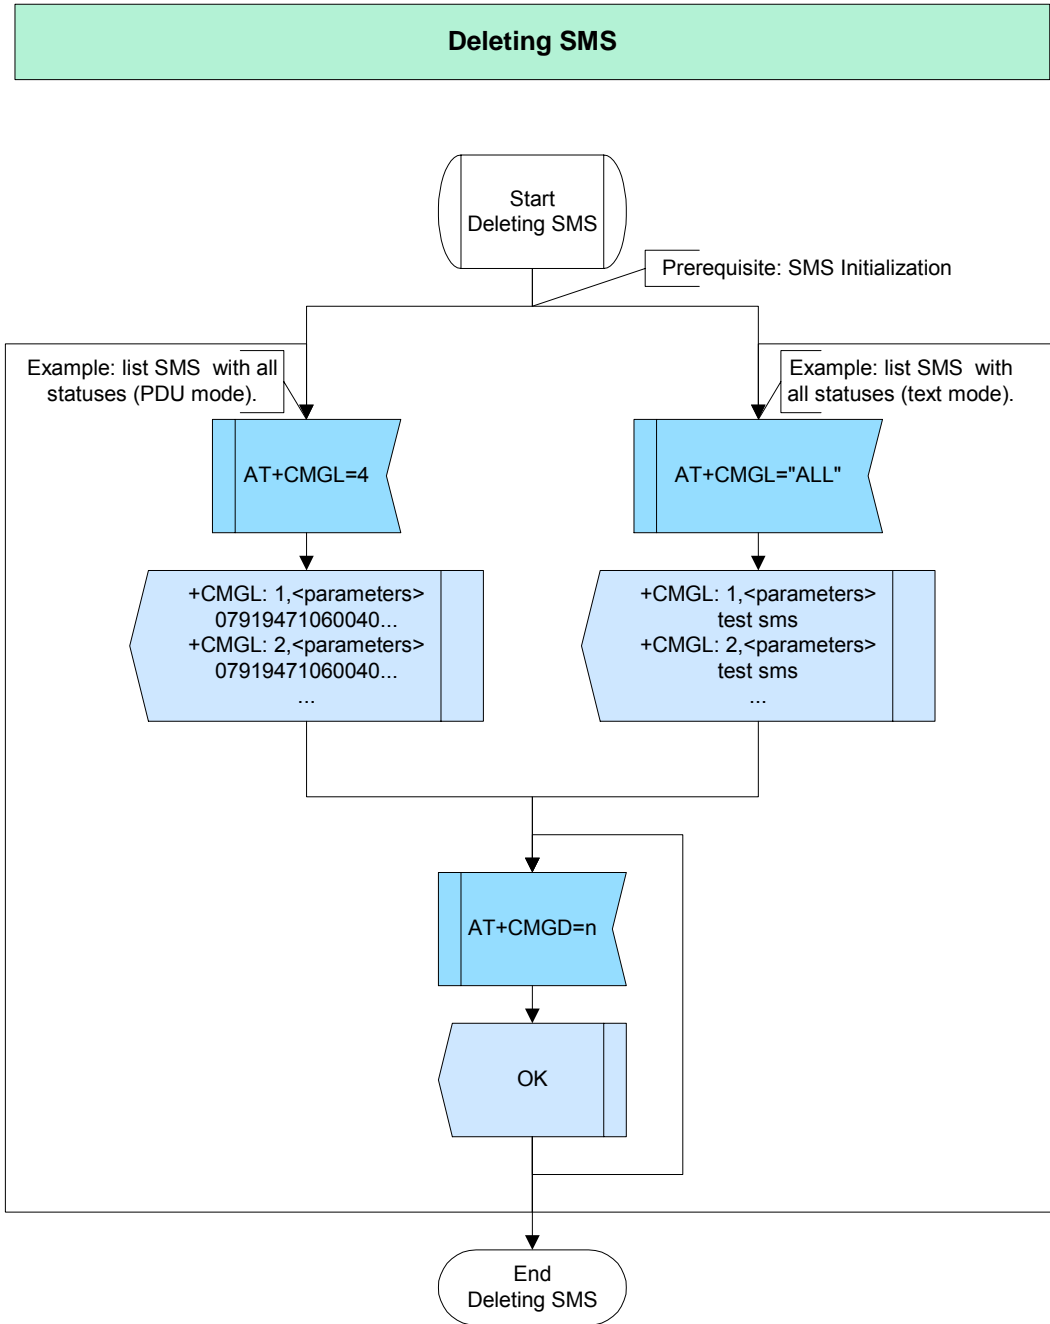 Deleting SMS
Start
Deleting SMS
Prerequisite: SMS Initialization
Example: list SMS with all
statuses (PDU mode).
Example: list SMS with
all statuses (text mode).
AT+CMGL=4
AT+CMGL="ALL"
+CMGL: 1,<parameters>
07919471060040...
+CMGL: 2,<parameters>
07919471060040...
...
+CMGL: 1,<parameters>
test sms
+CMGL: 2,<parameters>
test sms
...
AT+CMGD=n
OK
End
Deleting SMS